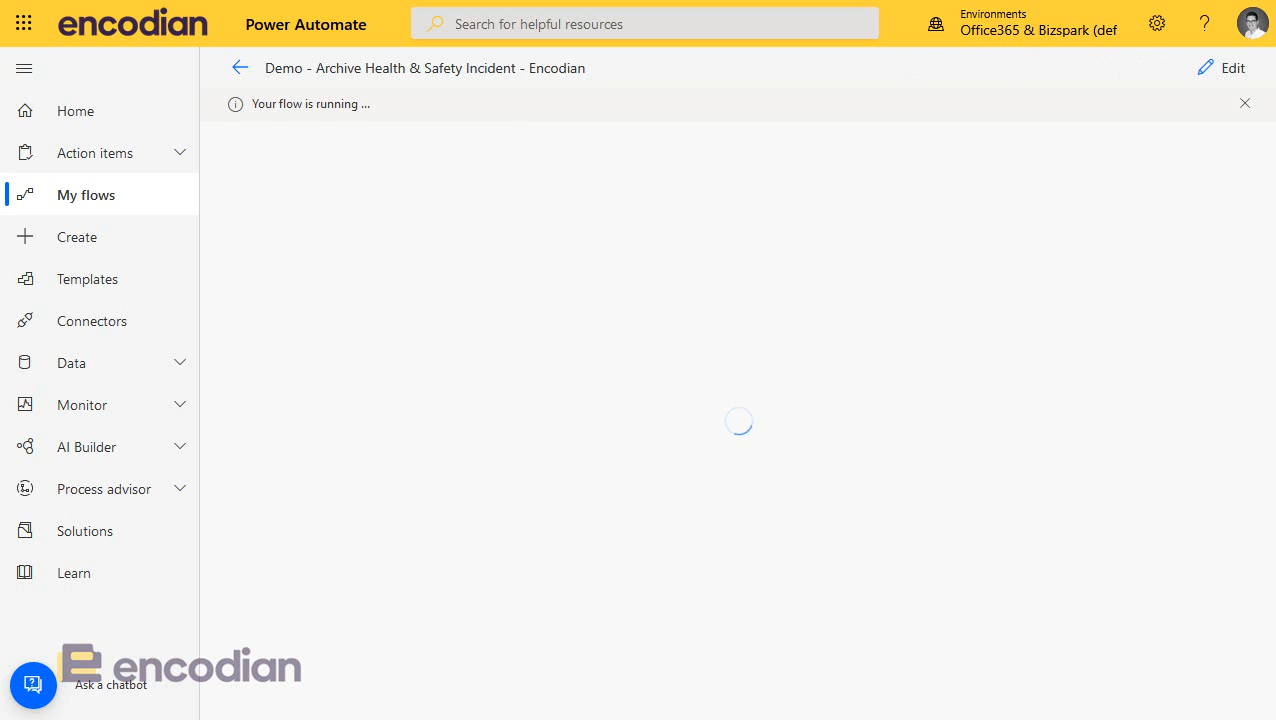 encodian
Power Automate
Search for helpful resources
Environments
Office365 & Bizspark (def
Demo - Archive Health & Safety Incident - Encodian
Edit
Your flow is running ...
Home
Action items
My flows
Create
Templates
Connectors
Data
Monitor
AI Builder
Process advisor
Solutions
Learn
encodian
Ask a chatbot